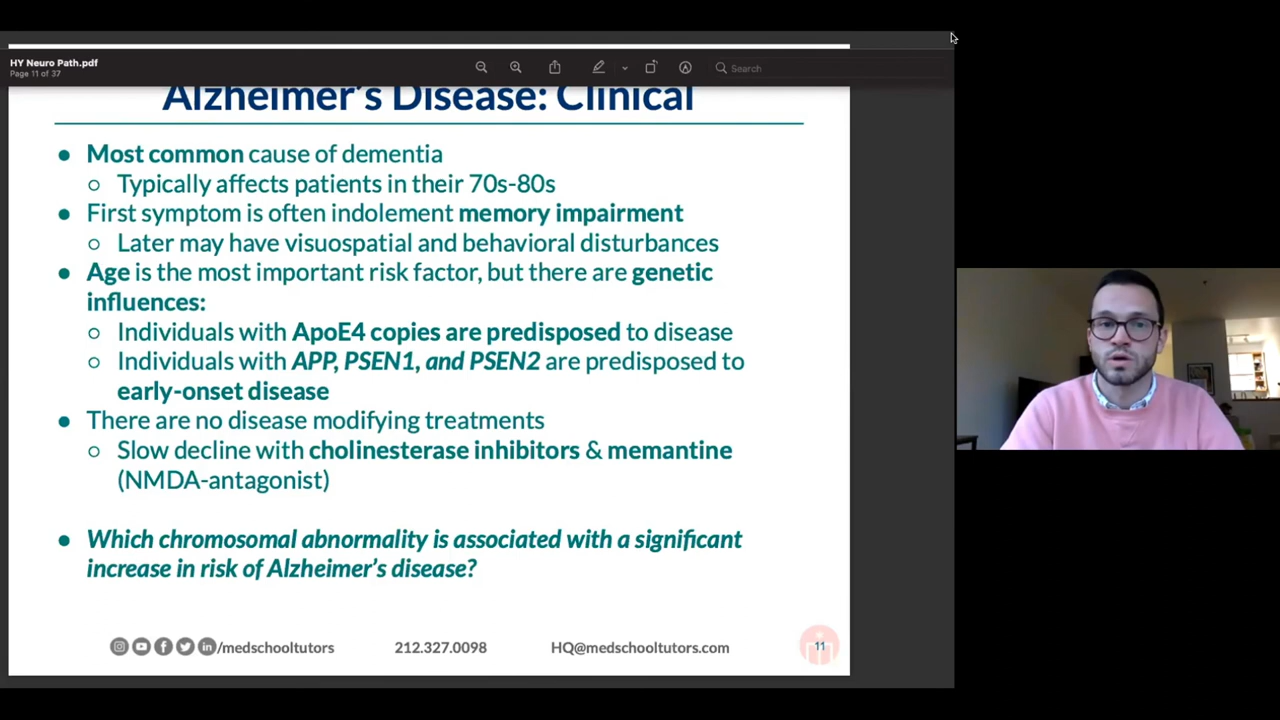 HY Neuro Path.pdf
Page 11 of 37
Search
Alzheimer's Disease: Clinical
● Most common cause of dementia
○ Typically affects patients in their 70s-80s
● First symptom is often indolement memory impairment
○ Later may have visuospatial and behavioral disturbances
● Age is the most important risk factor, but there are genetic
influences:
○ Individuals with ApoE4 copies are predisposed to disease
○ Individuals with APP, PSEN1, and PSEN2 are predisposed to
early-onset disease
● There are no disease modifying treatments
○ Slow decline with cholinesterase inhibitors & memantine
(NMDA-antagonist)
● Which chromosomal abnormality is associated with a significant
increase in risk of Alzheimer's disease?
/medschooltutors 212.327.0098 HQ@medschooltutors.com 11